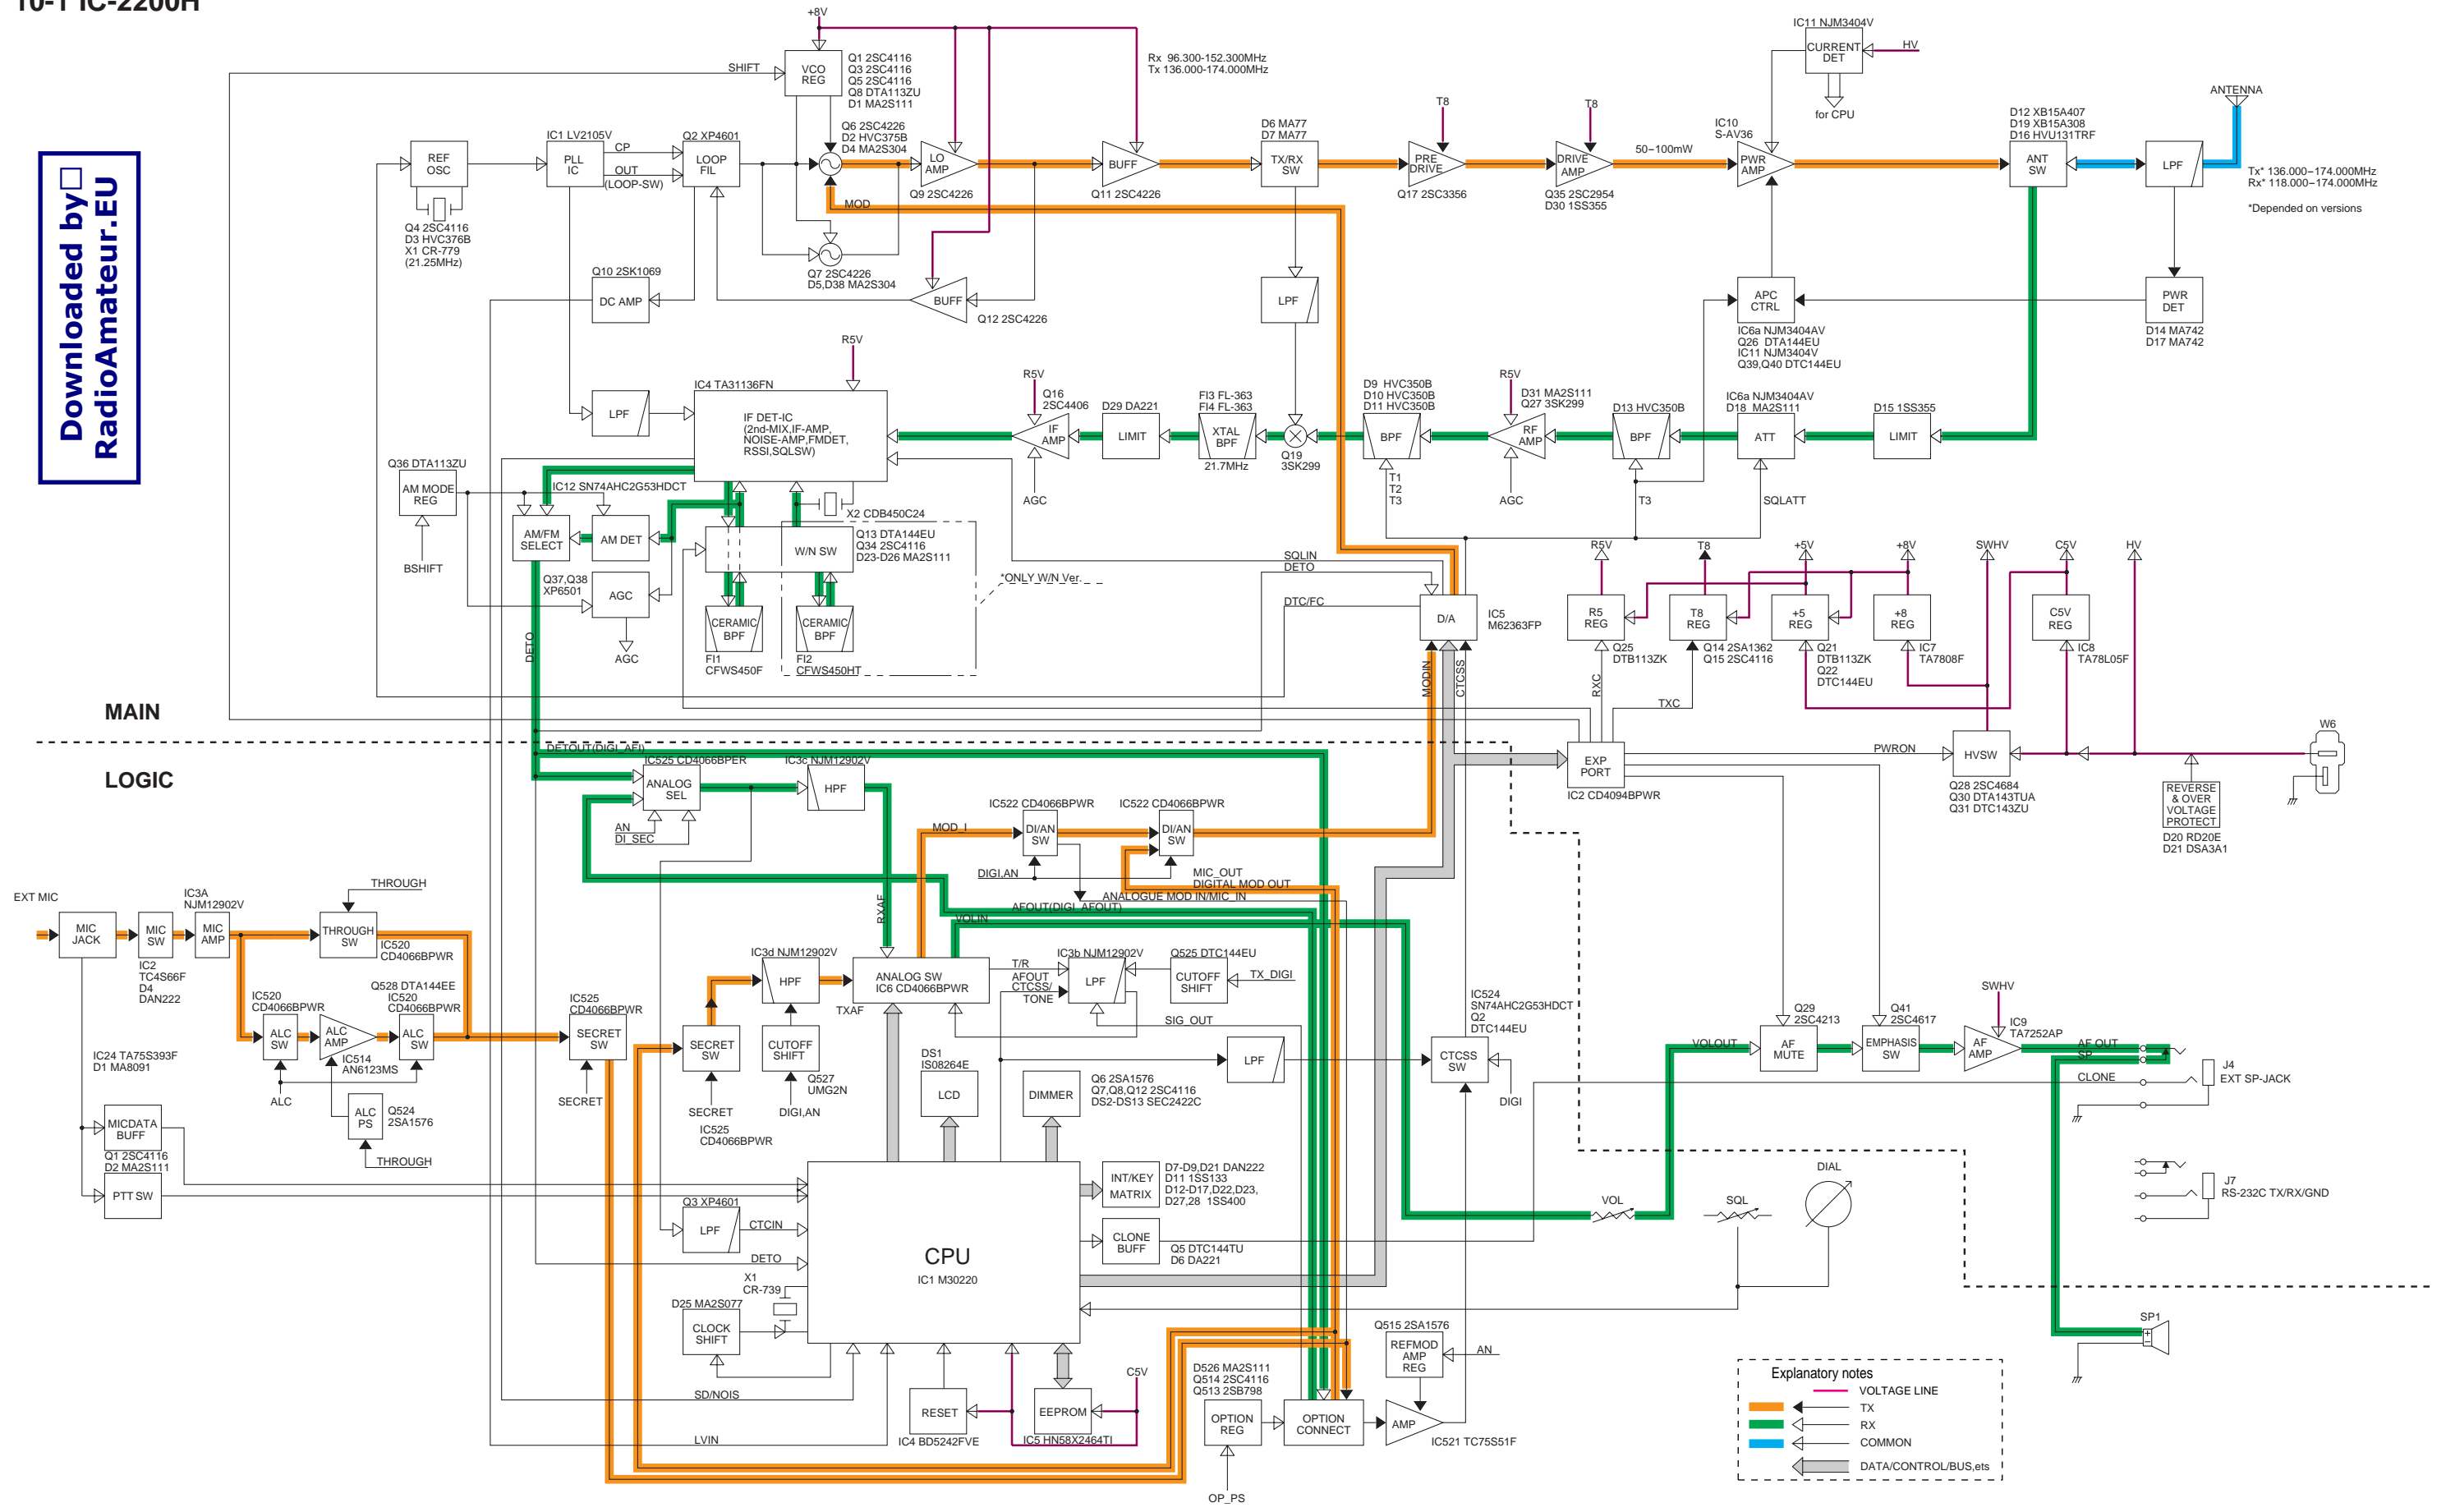 10-1 IC-2200H
Downloaded by□
RadioAmateur.EU
+8V
SHIFT
VCO
REG
Q1 2SC4116
Q3 2SC4116
Q5 2SC4116
Q8 DTA113ZU
D1 MA2S111
Rx 96.300-152.300MHz
Tx 136.000-174.000MHz
IC11 NJM3404V
CURRENT
DET
HV
for CPU
ANTENNA
REF
OSC
Q4 2SC4116
D3 HVC376B
X1 CR-779
(21.25MHz)
IC1 LV2105V
PLL
IC
CP
OUT
(LOOP-SW)
Q2 XP4601
LOOP
FIL
Q6 2SC4226
D2 HVC375B
D4 MA2S304
LO
AMP
Q9 2SC4226
BUFF
Q11 2SC4226
D6 MA77
D7 MA77
TX/RX
SW
T8
PRE
DRIVE
Q17 2SC3356
T8
DRIVE
AMP
Q35 2SC2954
D30 1SS355
50–100mW
IC10
S-AV36
PWR
AMP
D12 XB15A407
D19 XB15A308
D16 HVU131TRF
ANT
SW
LPF
Tx* 136.000–174.000MHz
Rx* 118.000–174.000MHz
*Depended on versions
MOD
Q7 2SC4226
D5,D38 MA2S304
Q10 2SK1069
DC AMP
BUFF
Q12 2SC4226
LPF
APC
CTRL
IC6a NJM3404AV
Q26 DTA144EU
IC11 NJM3404V
Q39,Q40 DTC144EU
PWR
DET
D14 MA742
D17 MA742
R5V
LPF
IC4 TA31136FN
IF DET-IC
(2nd-MIX,IF-AMP,
NOISE-AMP,FMDET,
RSSI,SQLSW)
R5V
Q16
2SC4406
IF
AMP
AGC
D29 DA221
LIMIT
FI3 FL-363
FI4 FL-363
XTAL
BPF
21.7MHz
Q19
3SK299
D9 HVC350B
D10 HVC350B
D11 HVC350B
BPF
T1
T2
T3
R5V
D31 MA2S111
Q27 3SK299
RF
AMP
AGC
D13 HVC350B
BPF
T3
IC6a NJM3404AV
D18 MA2S111
ATT
SQLATT
D15 1SS355
LIMIT
Q36 DTA113ZU
AM MODE
REG
BSHIFT
IC12 SN74AHC2G53HDCT
AM/FM
SELECT
AM DET
Q37,Q38
XP6501
AGC
AGC
X2 CDB450C24
W/N SW
Q13 DTA144EU
Q34 2SC4116
D23-D26 MA2S111
*ONLY W/N Ver.
CERAMIC
BPF
FI1
CFWS450F
CERAMIC
BPF
FI2
CFWS450HT
SQLIN
DETO
DTC/FC
D/A
IC5
M62363FP
DETO
MODIN
CTCSS
R5V
R5
REG
Q25
DTB113ZK
RXC
T8
T8
REG
Q14 2SA1362
Q15 2SC4116
TXC
+5V
+5
REG
Q21
DTB113ZK
Q22
DTC144EU
+8V
+8
REG
IC7
TA7808F
SWHV
C5V
C5V
REG
IC8
TA78L05F
HV
MAIN
LOGIC
EXP
PORT
IC2 CD4094BPWR
PWRON
HVSW
Q28 2SC4684
Q30 DTA143TUA
Q31 DTC143ZU
REVERSE
& OVER
VOLTAGE
PROTECT
D20 RD20E
D21 DSA3A1
W6
DETOUT(DIGI_AFI)
IC525 CD4066BPER
ANALOG
SEL
AN
DI_SEC
IC3c NJM12902V
HPF
RXAF
MOD_I
IC522 CD4066BPWR
DI/AN
SW
IC522 CD4066BPWR
DI/AN
SW
DIGI,AN
MIC_OUT
DIGITAL MOD OUT
ANALOGUE MOD IN/MIC_IN
AFOUT(DIGI_AFOUT)
VOLIN
EXT MIC
MIC
JACK
MIC
SW
IC2
TC4S66F
D4
DAN222
IC3A
NJM12902V
MIC
AMP
THROUGH
THROUGH
SW
IC520
CD4066BPWR
IC520
CD4066BPWR
ALC
SW
ALC
ALC
AMP
IC514
AN6123MS
Q528 DTA144EE
IC520
CD4066BPWR
ALC
SW
ALC
PS
Q524
2SA1576
THROUGH
IC24 TA75S393F
D1 MA8091
MICDATA
BUFF
Q1 2SC4116
D2 MA2S111
PTT SW
IC525
CD4066BPWR
SECRET
SW
SECRET
SECRET
SW
SECRET
IC525
CD4066BPWR
IC3d NJM12902V
HPF
CUTOFF
SHIFT
Q527
UMG2N
DIGI,AN
TXAF
ANALOG SW
IC6 CD4066BPWR
T/R
AFOUT
CTCSS/
TONE
IC3b NJM12902V
LPF
Q525 DTC144EU
CUTOFF
SHIFT
TX_DIGI
SIG_OUT
LPF
IC524
SN74AHC2G53HDCT
Q2
DTC144EU
CTCSS
SW
DIGI
DS1
IS08264E
LCD
DIMMER
Q6 2SA1576
Q7,Q8,Q12 2SC4116
DS2-DS13 SEC2422C
INT/KEY
MATRIX
D7-D9,D21 DAN222
D11 1SS133
D12-D17,D22,D23,
D27,28 1SS400
CLONE
BUFF
Q5 DTC144TU
D6 DA221
Q3 XP4601
LPF
CTCIN
DETO
X1
CR-739
D25 MA2S077
CLOCK
SHIFT
CPU
IC1 M30220
SD/NOIS
LVIN
RESET
IC4 BD5242FVE
EEPROM
IC5 HN58X2464TI
C5V
D526 MA2S111
Q514 2SC4116
Q513 2SB798
OPTION
REG
OP_PS
OPTION
CONNECT
Q515 2SA1576
REFMOD
AMP
REG
AN
AMP
IC521 TC75S51F
VOLOUT
Q29
2SC4213
AF
MUTE
Q41
2SC4617
EMPHASIS
SW
SWHV
IC9
TA7252AP
AF
AMP
AF OUT
SP
CLONE
J4
EXT SP-JACK
J7
RS-232C TX/RX/GND
VOL
SQL
DIAL
SP1
Explanatory notes
VOLTAGE LINE
TX
RX
COMMON
DATA/CONTROL/BUS,ets